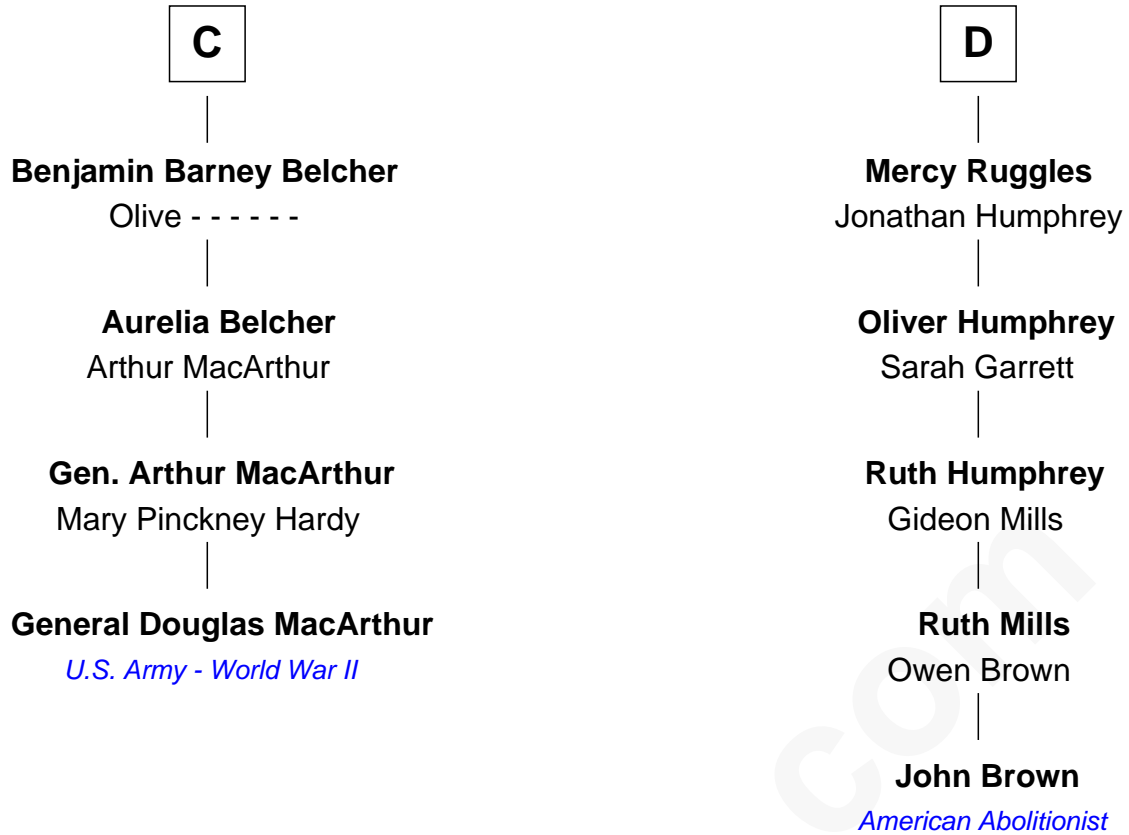 C
Benjamin Barney Belcher
Olive - - - - - -
Aurelia Belcher
Arthur MacArthur
Gen. Arthur MacArthur
Mary Pinckney Hardy
General Douglas MacArthur
U.S. Army - World War II
D
Mercy Ruggles
Jonathan Humphrey
Oliver Humphrey
Sarah Garrett
Ruth Humphrey
Gideon Mills
Ruth Mills
Owen Brown
John Brown
American Abolitionist
com